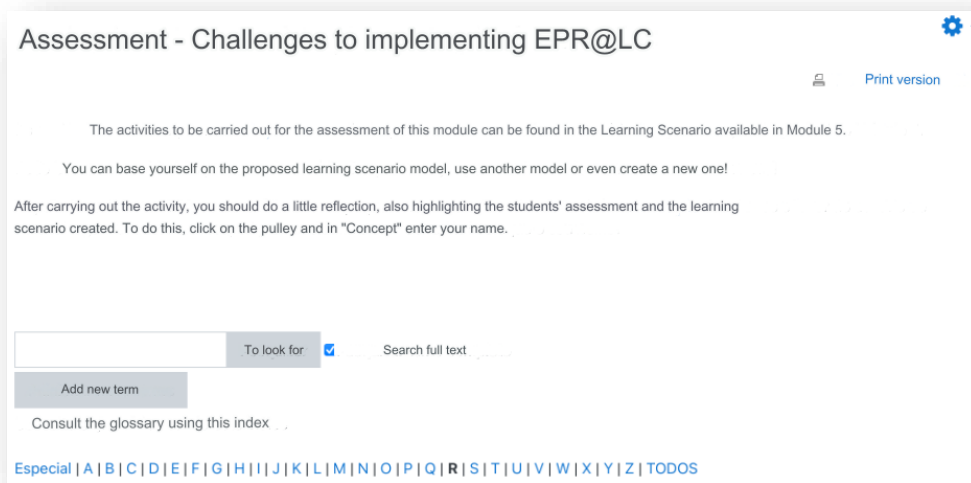 Assessment - Challenges to implementing EPR@LC
Print version
The activities to be carried out for the assessment of this module can be found in the Learning Scenario available in Module 5.
You can base yourself on the proposed learning scenario model, use another model or even create a new one!
After carrying out the activity, you should do a little reflection, also highlighting the students' assessment and the learning
scenario created. To do this, click on the pulley and in "Concept" enter your name.
To look for Search full text
Add new term
Consult the glossary using this index
Especial | A | B | C | D | E | F | G | H | I | J | K | L | M | N | O | P | Q | R | S | T | U | V | W | X | Y | Z | TODOS